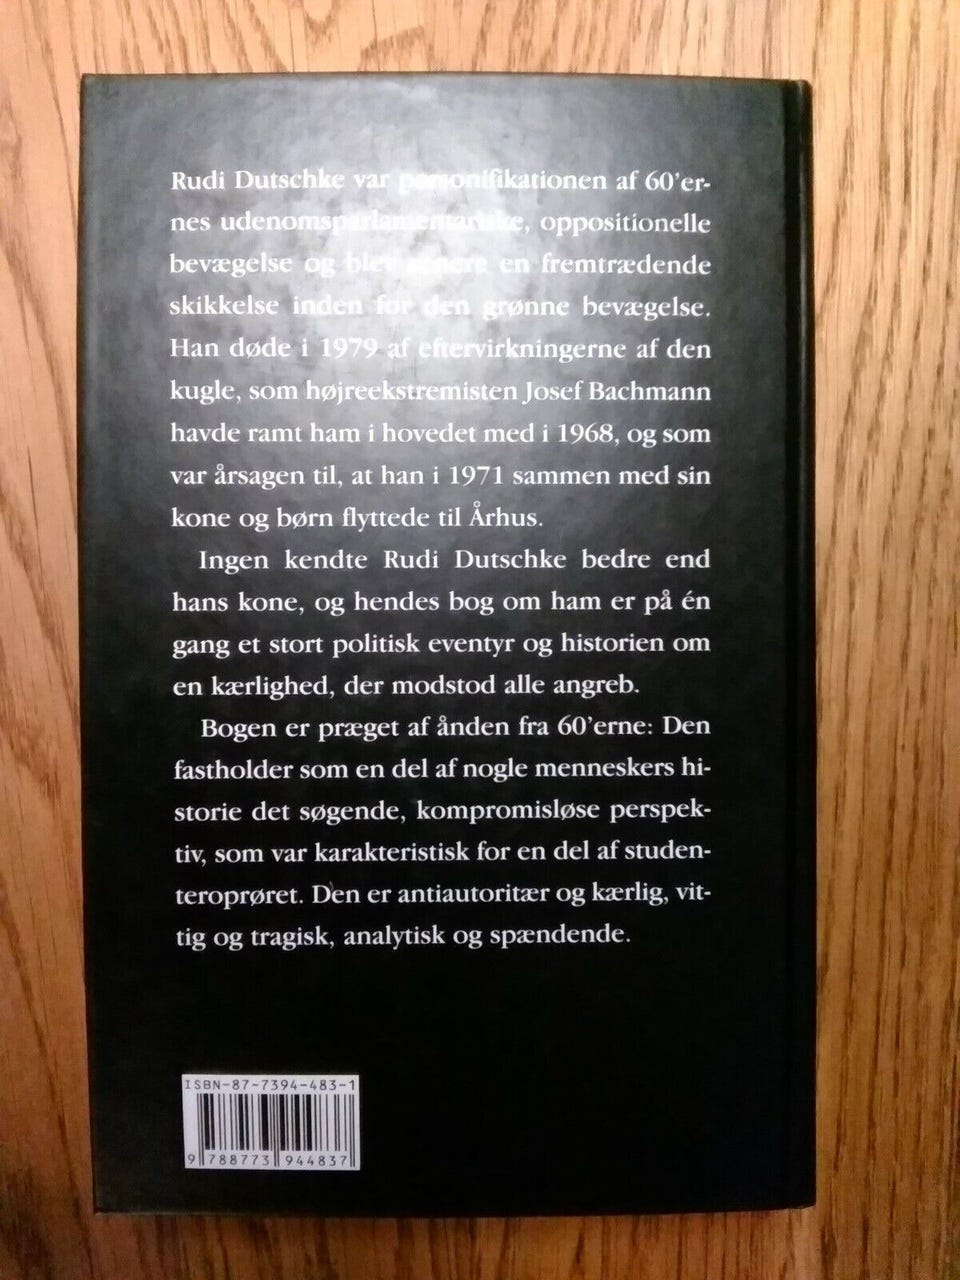 Rudi Dutschke var personifikationen af 60'er-
nes udenomsparlamentariske, oppositionelle
bevægelse og blev senere en fremtrædende
skikkelse inden for den grønne bevægelse.
Han døde i 1979 af eftervirkningerne af den
kugle, som højreekstremisten Josef Bachmann
havde ramt ham i hovedet med i 1968, og som
var årsagen til, at han i 1971 sammen med sin
kone og børn flyttede til Århus.
Ingen kendte Rudi Dutschke bedre end
hans kone, og hendes bog om ham er på én
gang et stort politisk eventyr og historien om
en kærlighed, der modstod alle angreb.
Bogen er præget af ånden fra 60'erne: Den
fastholder som en del af nogle menneskers hi-
storie det søgende, kompromisløse perspek-
tiv, som var karakteristisk for en del af studen-
teroprøret. Den er antiautoritær og kærlig, vit-
tig og tragisk, analytisk og spændende.
ISBN-87-7394-483-1
9 788773 944837